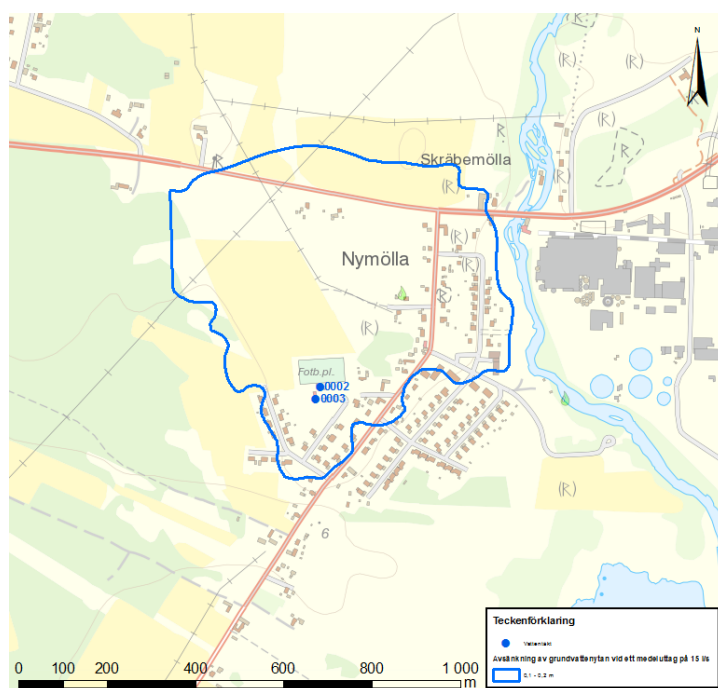 N
(R)
(R)
(R)
R
R
(R)
R
R
Skräbemölla
(R)
(R)
Nymölla
(R)
(R)
(R)
(R)
Fotb.pl.
0002
0003
(R)
6
Teckenförklaring
Vattentäkt
Avsänkning av grundvattenytan vid ett medeluttag på 15 l/s
0,1 - 0,2 m
0 100 200 400 600 800 1 000
m